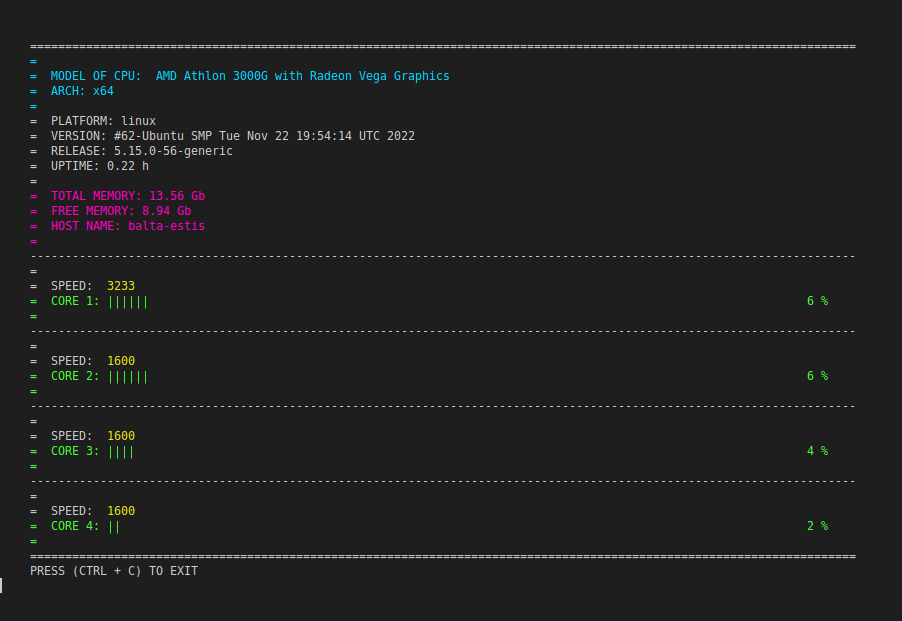 ======================================================================================================================
=
=  MODEL OF CPU:  AMD Athlon 3000G with Radeon Vega Graphics
=  ARCH: x64
=
=  PLATFORM: linux
=  VERSION: #62-Ubuntu SMP Tue Nov 22 19:54:14 UTC 2022
=  RELEASE: 5.15.0-56-generic
=  UPTIME: 0.22 h
=
=  TOTAL MEMORY: 13.56 Gb
=  FREE MEMORY: 8.94 Gb
=  HOST NAME: balta-estis
=
----------------------------------------------------------------------------------------------------------------------
=
=  SPEED:  3233
=  CORE 1: ||||||                                                                                              6 %
=
----------------------------------------------------------------------------------------------------------------------
=
=  SPEED:  1600
=  CORE 2: ||||||                                                                                              6 %
=
----------------------------------------------------------------------------------------------------------------------
=
=  SPEED:  1600
=  CORE 3: ||||                                                                                                4 %
=
----------------------------------------------------------------------------------------------------------------------
=
=  SPEED:  1600
=  CORE 4: ||                                                                                                  2 %
=
======================================================================================================================
PRESS (CTRL + C) TO EXIT